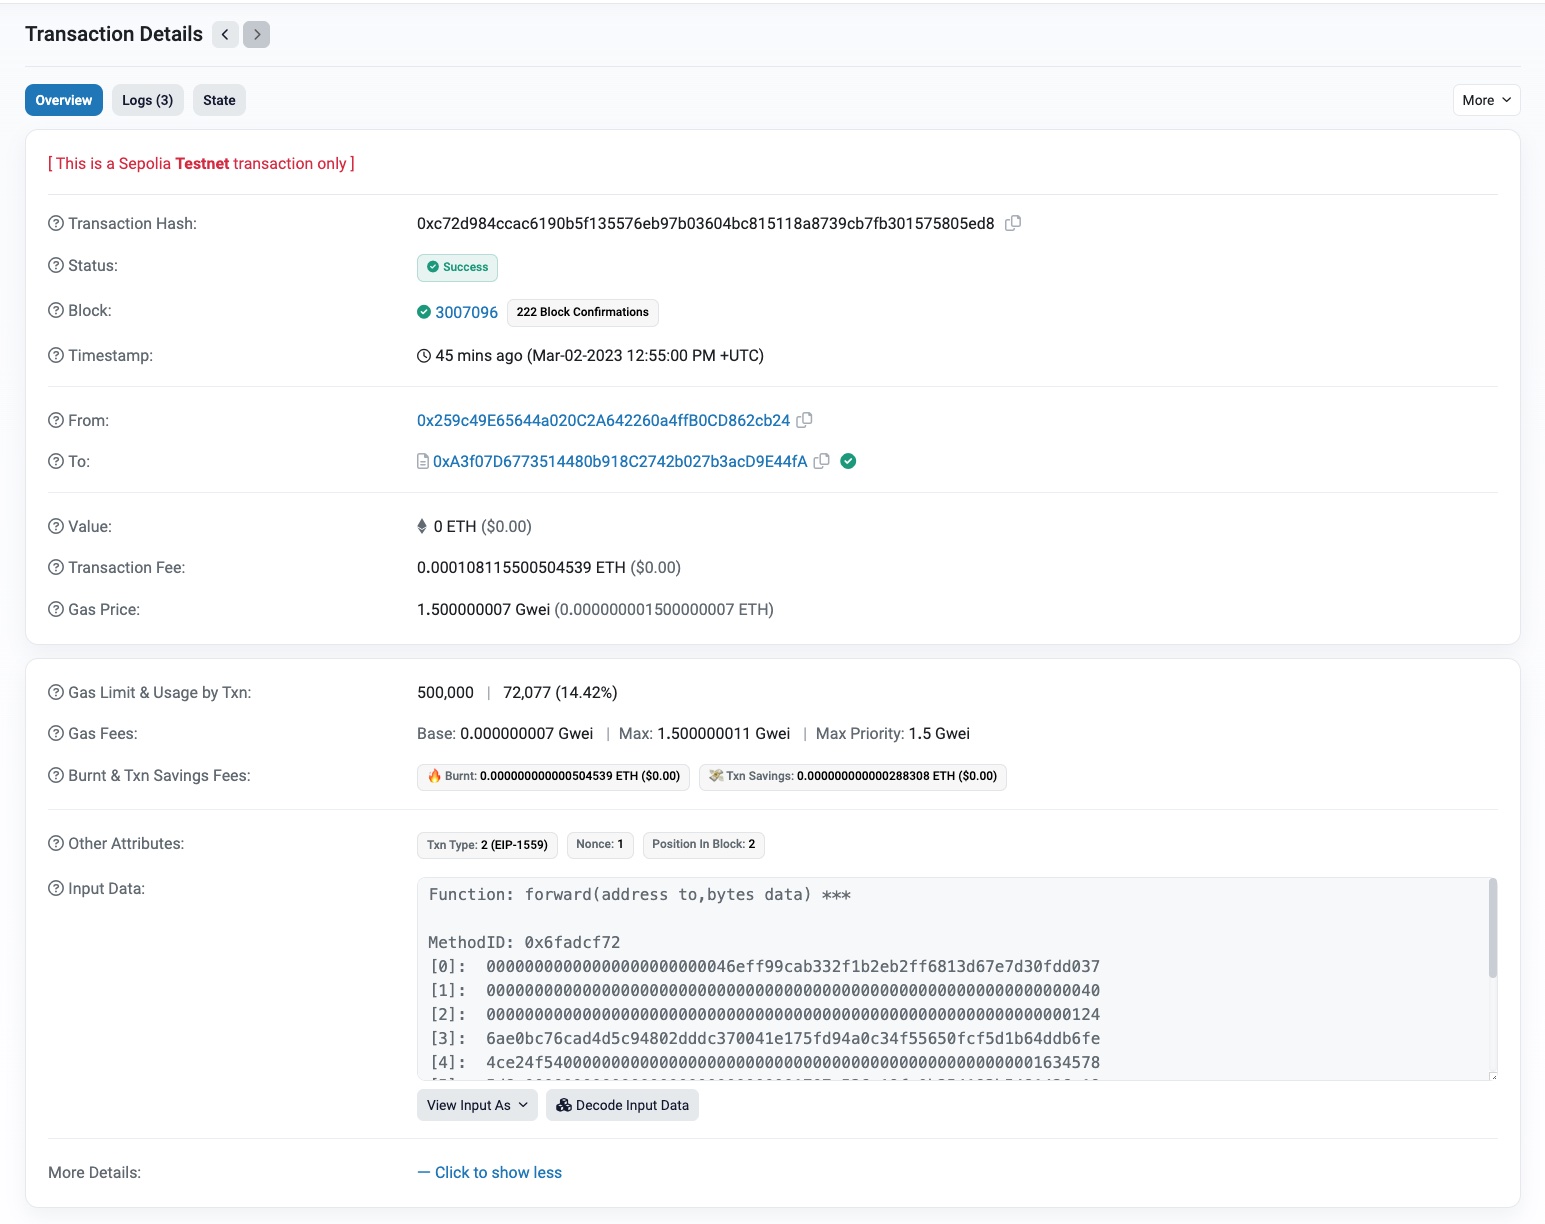 Transaction Details
Overview Logs (3) State More
[ This is a Sepolia Testnet transaction only ]
Transaction Hash: 0xc72d984ccac6190b5f135576eb97b03604bc815118a8739cb7fb301575805ed8
Status: Success
Block: 3007096 222 Block Confirmations
Timestamp: 45 mins ago (Mar-02-2023 12:55:00 PM +UTC)
From: 0x259c49E65644a020C2A642260a4ffB0CD862cb24
To: 0xA3f07D6773514480b918C2742b027b3acD9E44fA
Value: 0 ETH ($0.00)
Transaction Fee: 0.000108115500504539 ETH ($0.00)
Gas Price: 1.500000007 Gwei (0.000000001500000007 ETH)
Gas Limit & Usage by Txn: 500,000 | 72,077 (14.42%)
Gas Fees: Base: 0.000000007 Gwei | Max: 1.500000011 Gwei | Max Priority: 1.5 Gwei
Burnt & Txn Savings Fees: Burnt: 0.000000000000504539 ETH ($0.00) Txn Savings: 0.000000000000288308 ETH ($0.00)
Other Attributes: Txn Type: 2 (EIP-1559) Nonce: 1 Position In Block: 2
Input Data: Function: forward(address to,bytes data) ***
MethodID: 0x6fadcf72
[0]: 00000000000000000000000046eff99cab332f1b2eb2ff6813d67e7d30fdd037
[1]: 0000000000000000000000000000000000000000000000000000000000000040
[2]: 0000000000000000000000000000000000000000000000000000000000000124
[3]: 6ae0bc76cad4d5c94802dddc370041e175fd94a0c34f55650fcf5d1b64ddb6fe
[4]: 4ce24f5400000000000000000000000000000000000000000000000001634578
View Input As Decode Input Data
More Details: — Click to show less